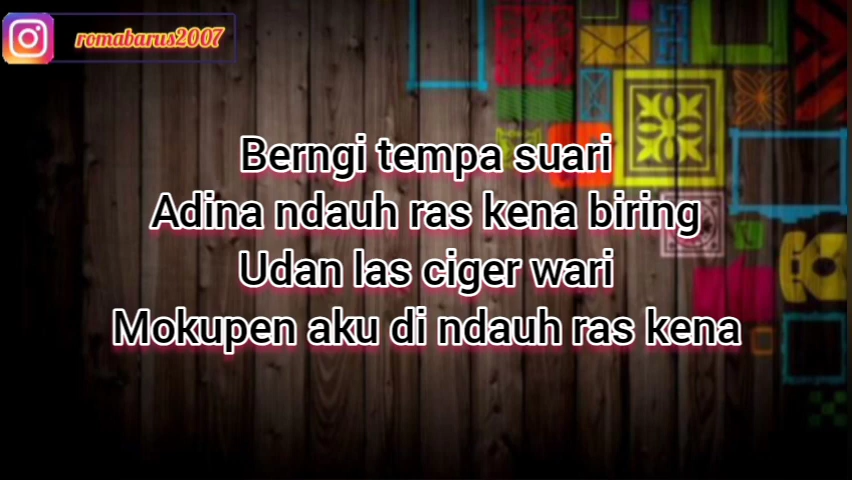 romabarus2007
Berngi tempa suari
Adina ndauh ras kena biring
Udan las ciger wari
Mokupen aku di ndauh ras kena